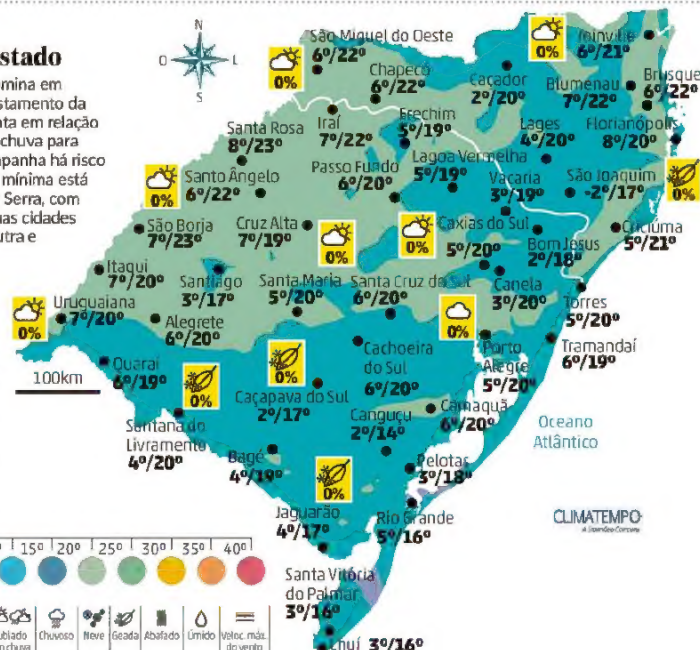 stado
mina em
stamento da
nta em relação
chuva para
panha há risco
mínima está
Serra, com
uas cidades
utra e
N
O
L
S
São Miguel do Oeste
6º/22º
0%
Chapecó
6º/22º
Caçador
2º/20º
0%
Joinville
6º/21º
Blumenau
7º/22º
Brusque
6º/22º
Florianópolis
8º/20º
0%
Lages
4º/20º
São Joaquim
-2º/17º
Criciúma
5º/21º
Iraí
7º/22º
Erechim
5º/19º
Santa Rosa
8º/23º
Passo Fundo
6º/20º
Lagoa Vermelha
5º/19º
Vacaria
3º/19º
0%
Santo Ângelo
6º/22º
São Borja
7º/23º
Cruz Alta
7º/19º
0%
0%
Caxias do Sul
5º/20º
Bom Jesus
2º/18º
Itaqui
7º/20º
Santiago
3º/17º
Santa Maria
5º/20º
Santa Cruz do Sul
6º/20º
Canela
3º/20º
Torres
5º/20º
0%
Uruguaiana
7º/20º
Alegrete
6º/20º
0%
Porto
Alegre
5º/20º
Tramandaí
6º/19º
Quaraí
6º/19º
100km
0%
0%
Caçapava do Sul
2º/17º
Cachoeira
do Sul
6º/20º
Canguçu
2º/14º
Camaquã
6º/20º
Oceano
Atlântico
Santana do
Livramento
4º/20º
Bagé
4º/19º
0%
Pelotas
3º/18º
Jaguarão
4º/17º
Rio Grande
5º/16º
CLIMATEMPO
15º 20º 25º 30º 35º 40º
Santa Vitória
do Palmar
3º/16º
Chuí 3º/16º
ublado
m chuva
Chuvoso
Neve
Geada
Abafado
Úmido
Veloc. máx.
do vento